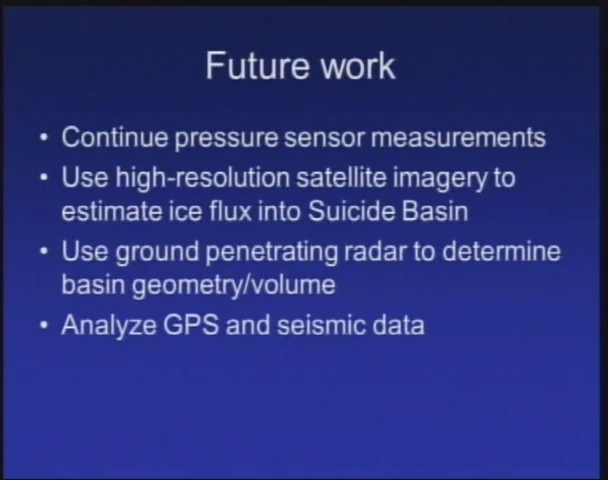 Future work
• Continue pressure sensor measurements
• Use high-resolution satellite imagery to
estimate ice flux into Suicide Basin
• Use ground penetrating radar to determine
basin geometry/volume
• Analyze GPS and seismic data